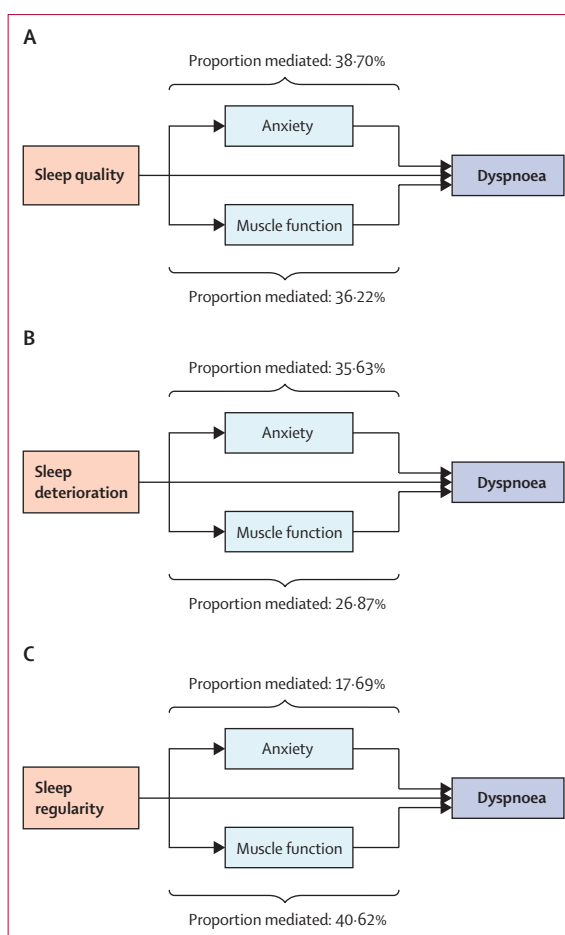 A
Proportion mediated: 38·70%
Anxiety
Sleep quality
Dyspnoea
Muscle function
Proportion mediated: 36·22%
B
Proportion mediated: 35·63%
Anxiety
Sleep
deterioration
Dyspnoea
Muscle function
Proportion mediated: 26·87%
C
Proportion mediated: 17·69%
Anxiety
Sleep
regularity
Dyspnoea
Muscle function
Proportion mediated: 40·62%